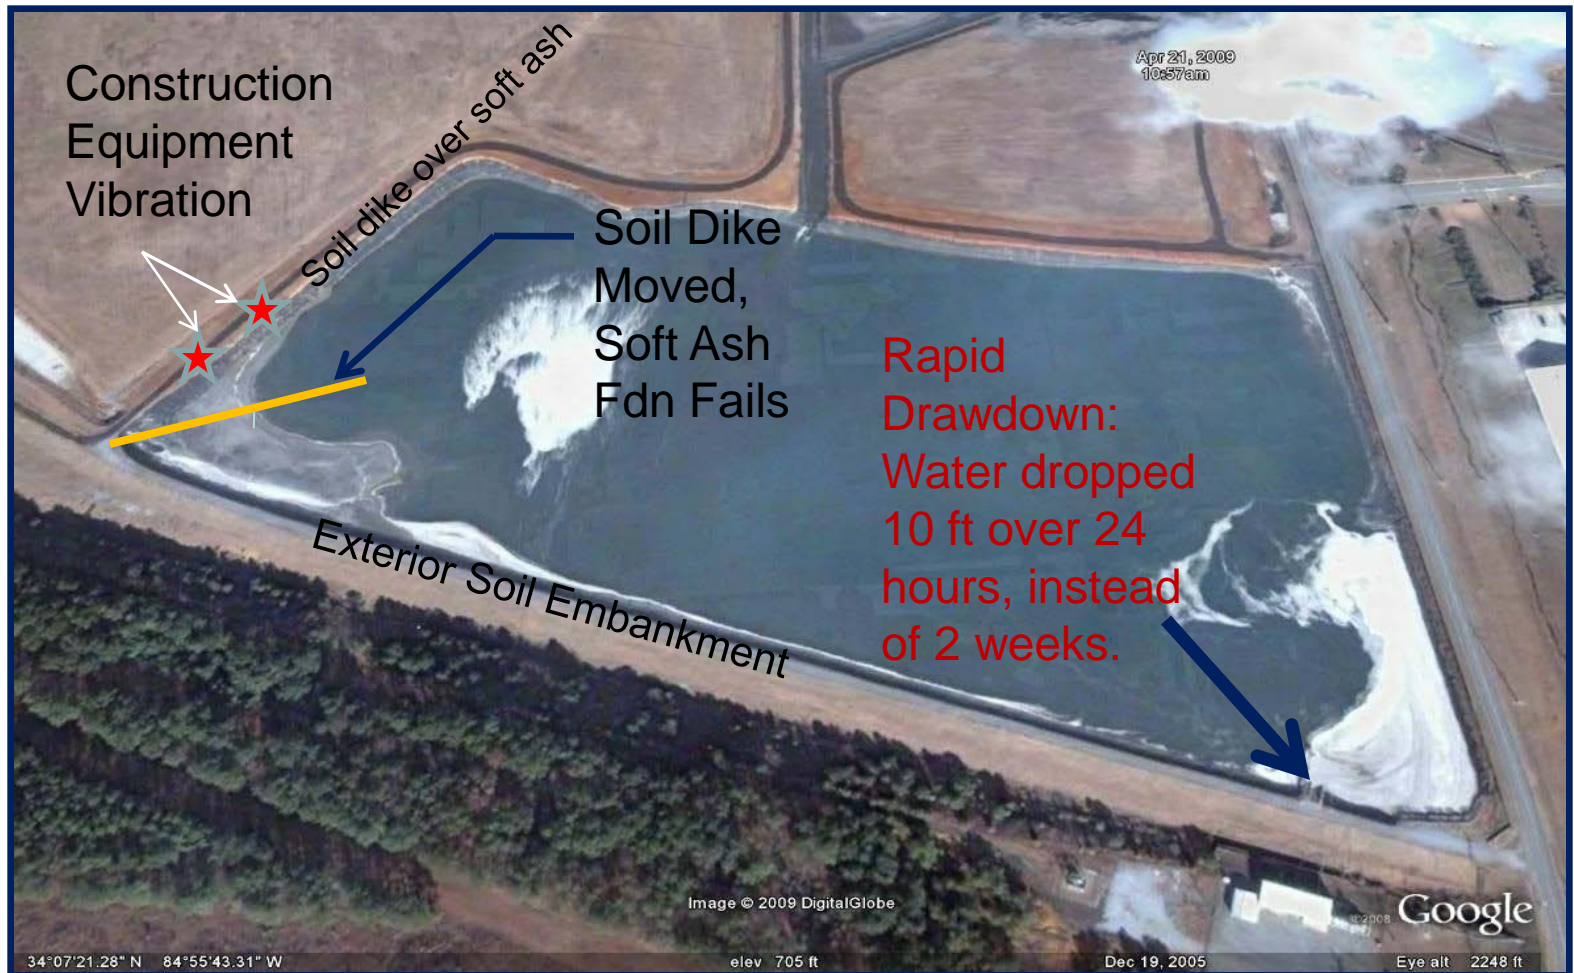 Construction
Equipment
Vibration
Soil dike over soft ash
Apr 21, 2009
10:57am
Soil Dike
Moved,
Soft Ash
Fdn Fails
Rapid
Drawdown:
Water dropped
10 ft over 24
hours, instead
of 2 weeks.
Exterior Soil Embankment
Image © 2009 DigitalGlobe
©2008 Google
34°07'21.28" N 84°55'43.31" W elev 705 ft Dec 19, 2005 Eye alt 2248 ft